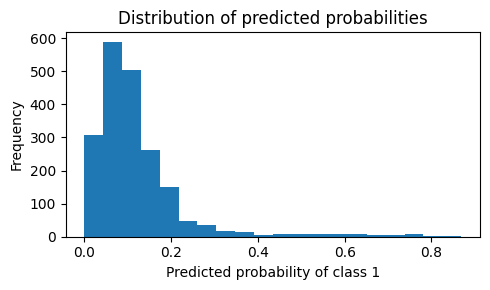 Distribution of predicted probabilities
600
500
400
300
200
100
0
Frequency
0.0 0.2 0.4 0.6 0.8
Predicted probability of class 1